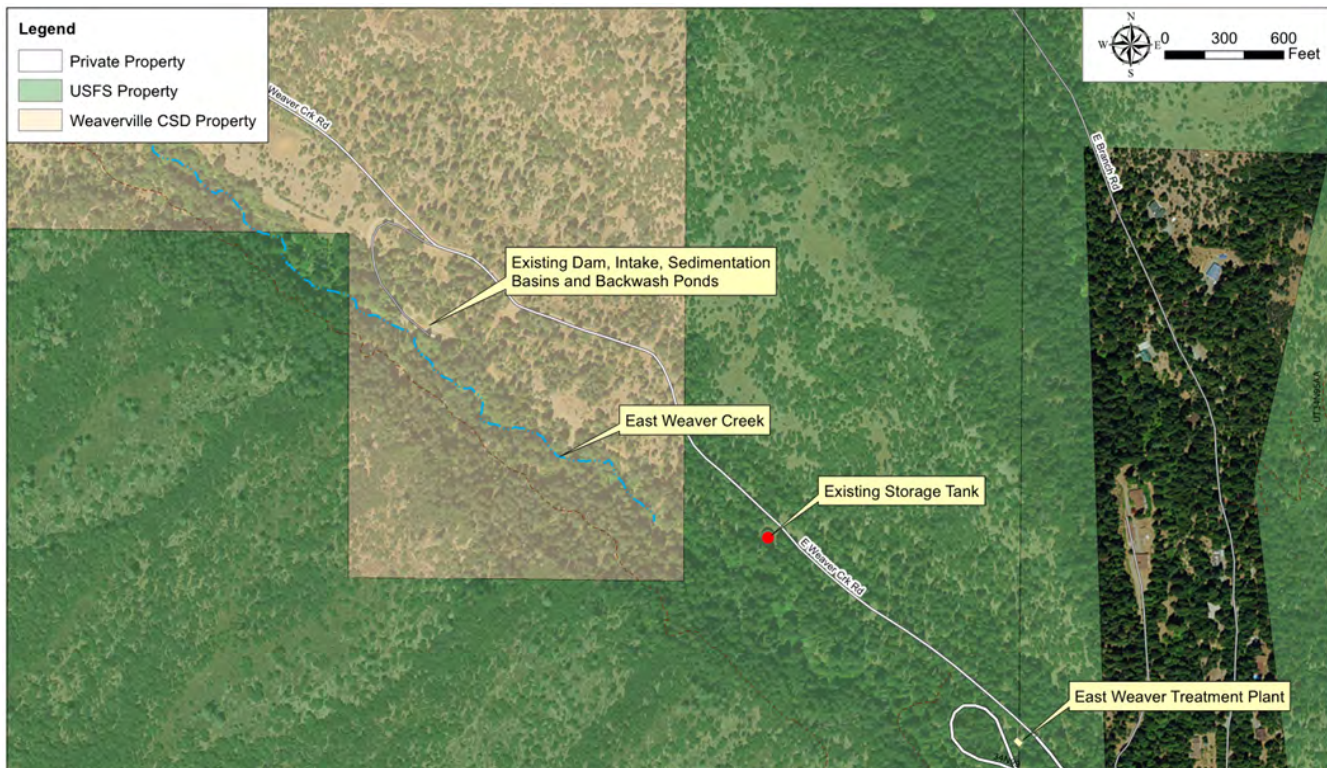 Legend
Private Property
USFS Property
Weaverville CSD Property
N
W E
S
0 300 600
Feet
Weaver Crk Rd
E Branch Rd
Existing Dam, Intake, Sedimentation
Basins and Backwash Ponds
East Weaver Creek
Existing Storage Tank
E Weaver Crk Rd
East Weaver Treatment Plant